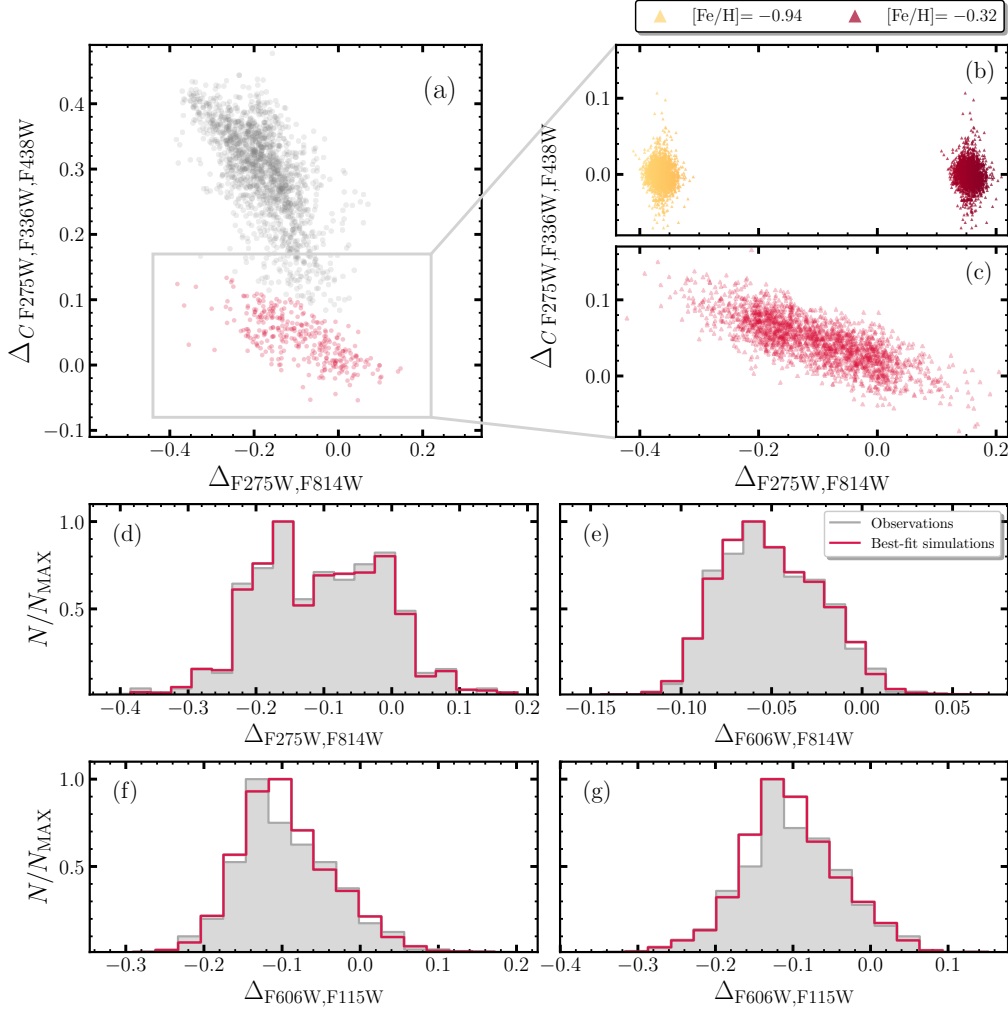 [Fe/H]= −0.94 [Fe/H]= −0.32
(a)
0.4
0.3
0.2
0.1
0.0
−0.1
Δ_C F275W,F336W,F438W
−0.4 −0.2 0.0 0.2
Δ_F275W,F814W
(b)
0.1
0.0
Δ_C F275W,F336W,F438W
(c)
0.1
0.0
−0.4 −0.2 0.0 0.2
Δ_F275W,F814W
(d)
1.0
0.5
N/N_MAX
−0.4 −0.3 −0.2 −0.1 0.0 0.1 0.2
Δ_F275W,F814W
(e)
Observations
Best-fit simulations
−0.15 −0.10 −0.05 0.00 0.05
Δ_F606W,F814W
(f)
1.0
0.5
N/N_MAX
−0.3 −0.2 −0.1 0.0 0.1 0.2
Δ_F606W,F115W
(g)
−0.4 −0.3 −0.2 −0.1 0.0 0.1
Δ_F606W,F115W